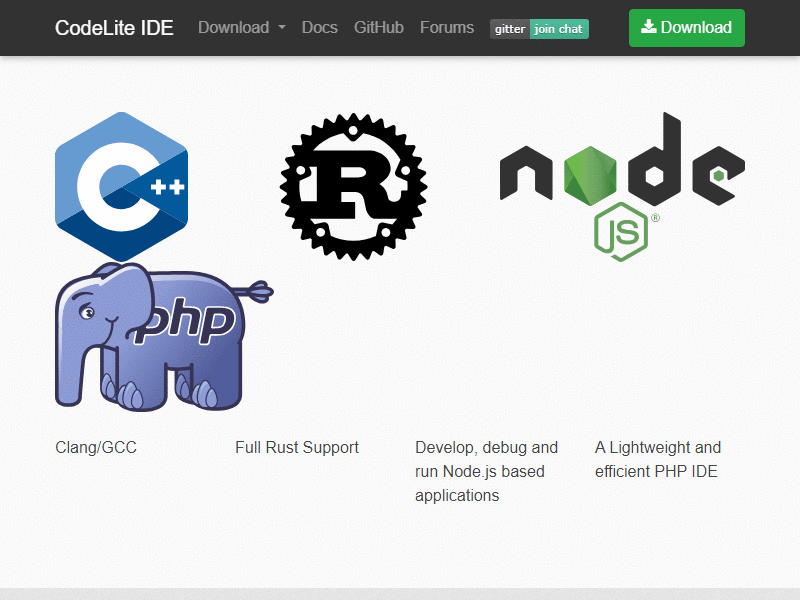 CodeLite IDE Download Docs GitHub Forums gitter join chat Download
C++
R
node
JS®
php
Clang/GCC
Full Rust Support
Develop, debug and
run Node.js based
applications
A Lightweight and
efficient PHP IDE